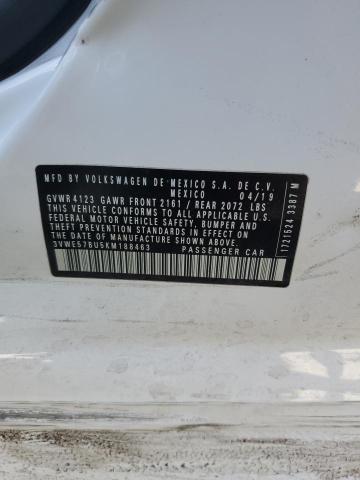 MFD BY VOLKSWAGEN DE MEXICO S.A. DE C.V.
MEXICO 04/19
GVWR 4123 GAWR FRONT 2161 / REAR 2072 LBS
THIS VEHICLE CONFORMS TO ALL APPLICABLE
FEDERAL MOTOR VEHICLE SAFETY, BUMPER AND
THEFT PREVENTION STANDARDS IN EFFECT ON
THE DATE OF MANUFACTURE SHOWN ABOVE.
3VWE57BU5KM188463 PASSENGER CAR
1721524 3387 M